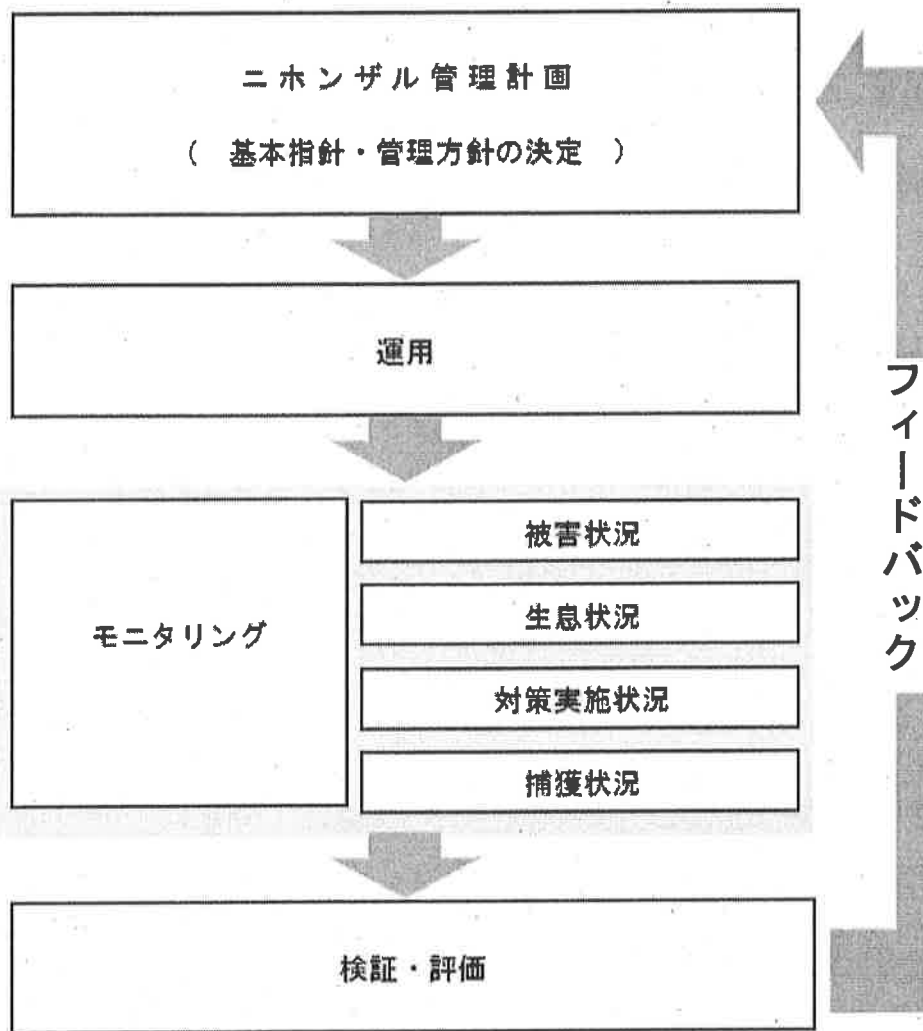 ニホンザル管理計画
（　基本指針・管理方針の決定　）
運用
モニタリング
被害状況
生息状況
対策実施状況
捕獲状況
検証・評価
フィードバック